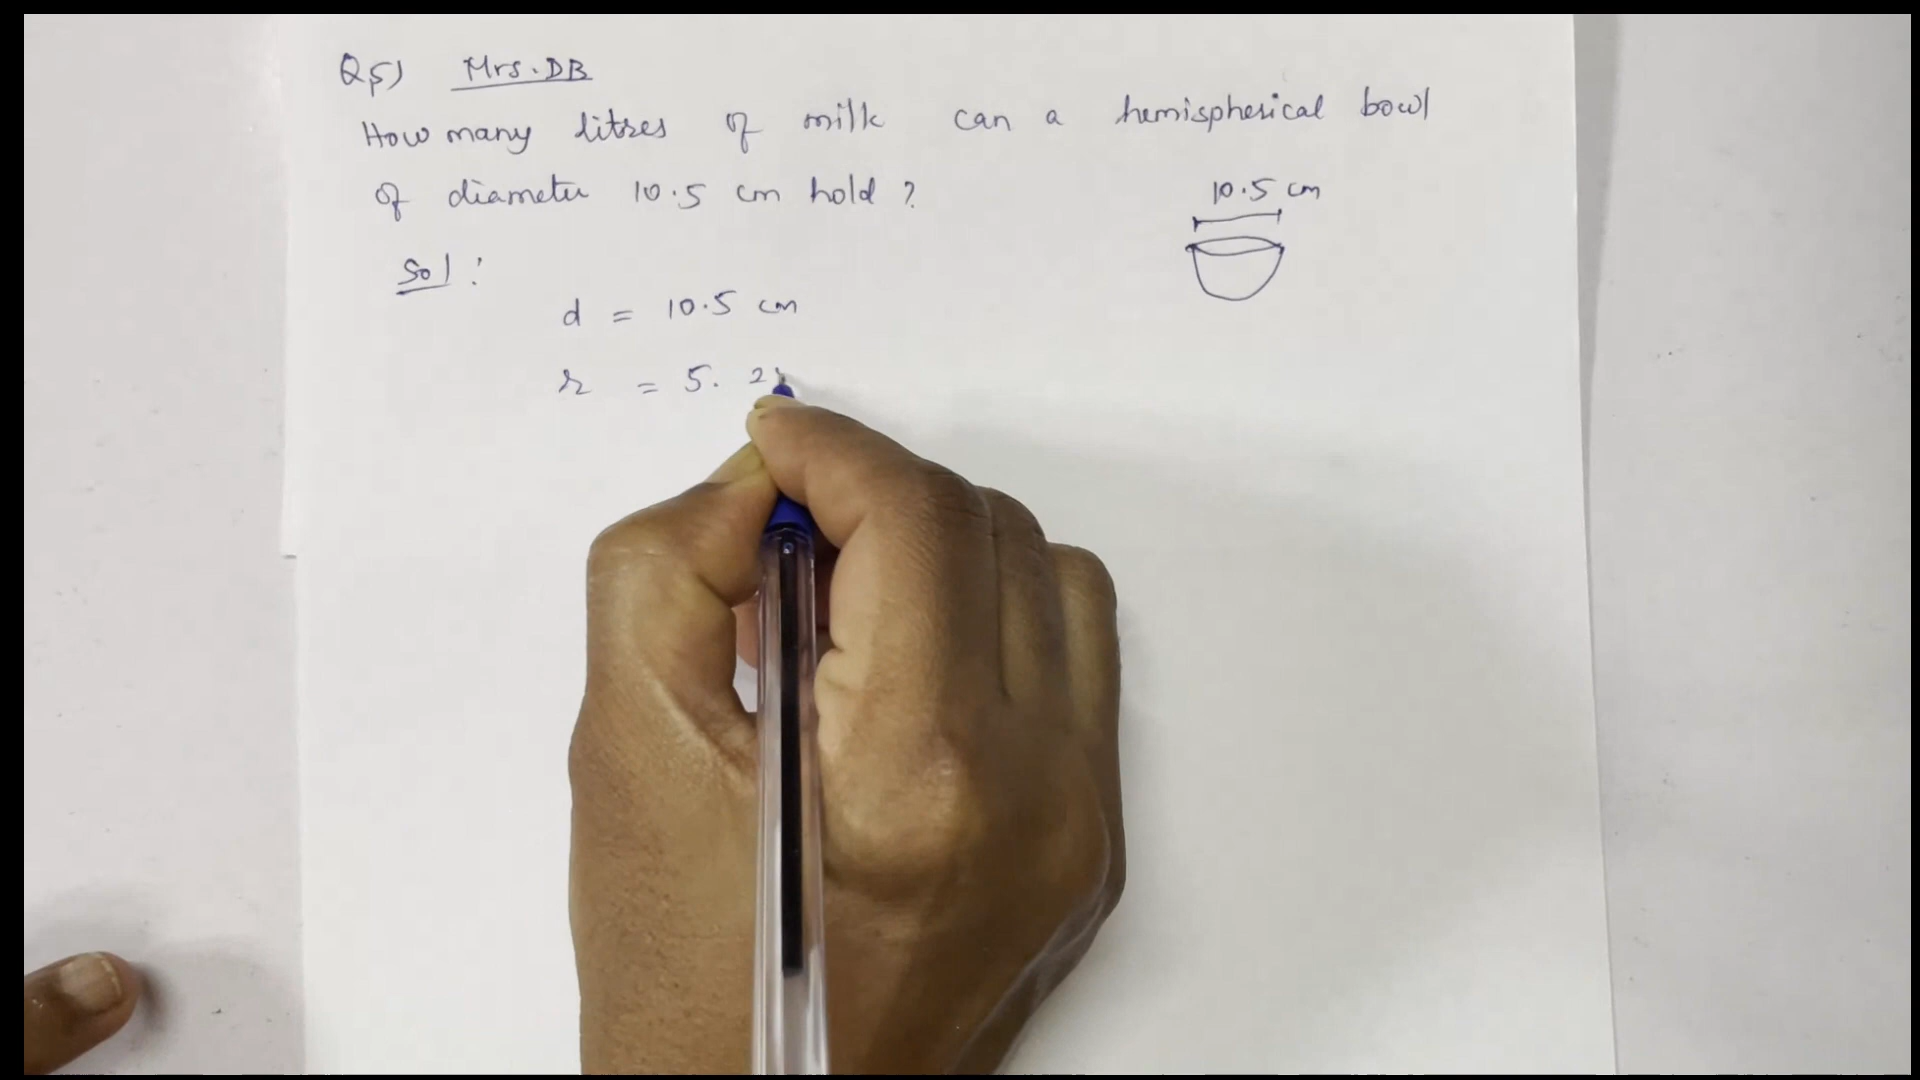 Q5) Mrs.DB
How many litres of milk can a hemispherical bowl
of diameter 10.5 cm hold?
10.5 cm
Sol:
d = 10.5 cm
r = 5.2